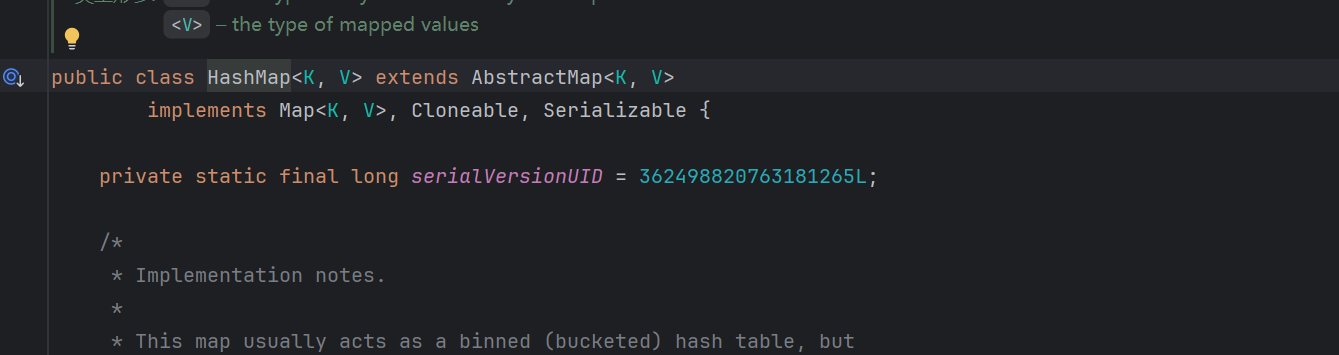 <V> – the type of mapped values
public class HashMap<K, V> extends AbstractMap<K, V>
implements Map<K, V>, Cloneable, Serializable {
private static final long serialVersionUID = 362498820763181265L;
/*
* Implementation notes.
*
* This map usually acts as a binned (bucketed) hash table, but